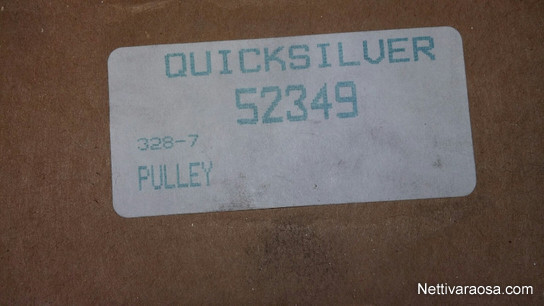 QUICKSILVER
52349
328-7
PULLEY
Nettivaraosa.com